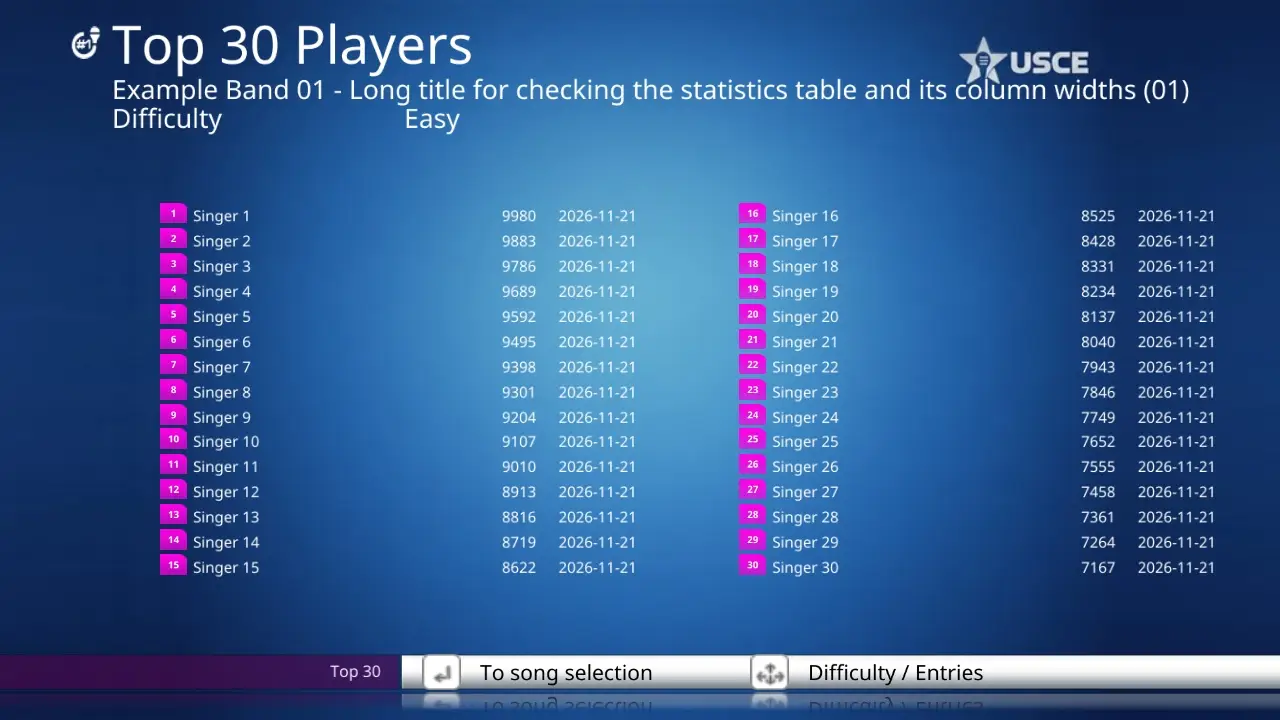 #1 Top 30 Players
USCE
Example Band 01 - Long title for checking the statistics table and its column widths (01)
Difficulty Easy
1 Singer 1 9980 2026-11-21 16 Singer 16 8525 2026-11-21
2 Singer 2 9883 2026-11-21 17 Singer 17 8428 2026-11-21
3 Singer 3 9786 2026-11-21 18 Singer 18 8331 2026-11-21
4 Singer 4 9689 2026-11-21 19 Singer 19 8234 2026-11-21
5 Singer 5 9592 2026-11-21 20 Singer 20 8137 2026-11-21
6 Singer 6 9495 2026-11-21 21 Singer 21 8040 2026-11-21
7 Singer 7 9398 2026-11-21 22 Singer 22 7943 2026-11-21
8 Singer 8 9301 2026-11-21 23 Singer 23 7846 2026-11-21
9 Singer 9 9204 2026-11-21 24 Singer 24 7749 2026-11-21
10 Singer 10 9107 2026-11-21 25 Singer 25 7652 2026-11-21
11 Singer 11 9010 2026-11-21 26 Singer 26 7555 2026-11-21
12 Singer 12 8913 2026-11-21 27 Singer 27 7458 2026-11-21
13 Singer 13 8816 2026-11-21 28 Singer 28 7361 2026-11-21
14 Singer 14 8719 2026-11-21 29 Singer 29 7264 2026-11-21
15 Singer 15 8622 2026-11-21 30 Singer 30 7167 2026-11-21
Top 30 To song selection Difficulty / Entries